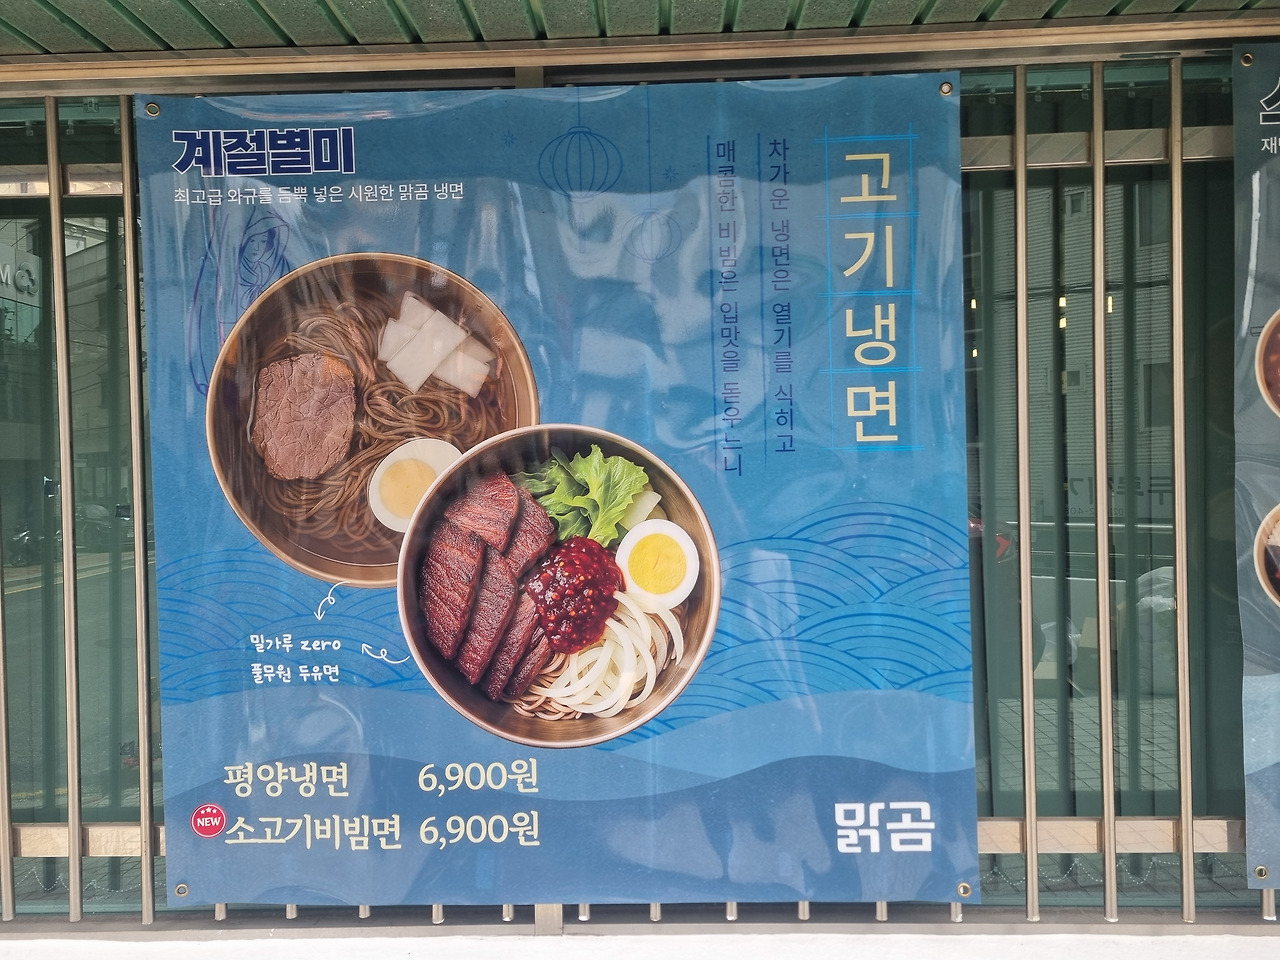 계절별미
최고급 와규를 듬뿍 넣은 시원한 맑곰 냉면
고기냉면
차가운 냉면은 열기를 식히고
매콤한 비빔은 입맛을 돋우느니
밀가루 zero
풀무원 두유면
평양냉면 6,900원
NEW 소고기비빔면 6,900원
맑곰